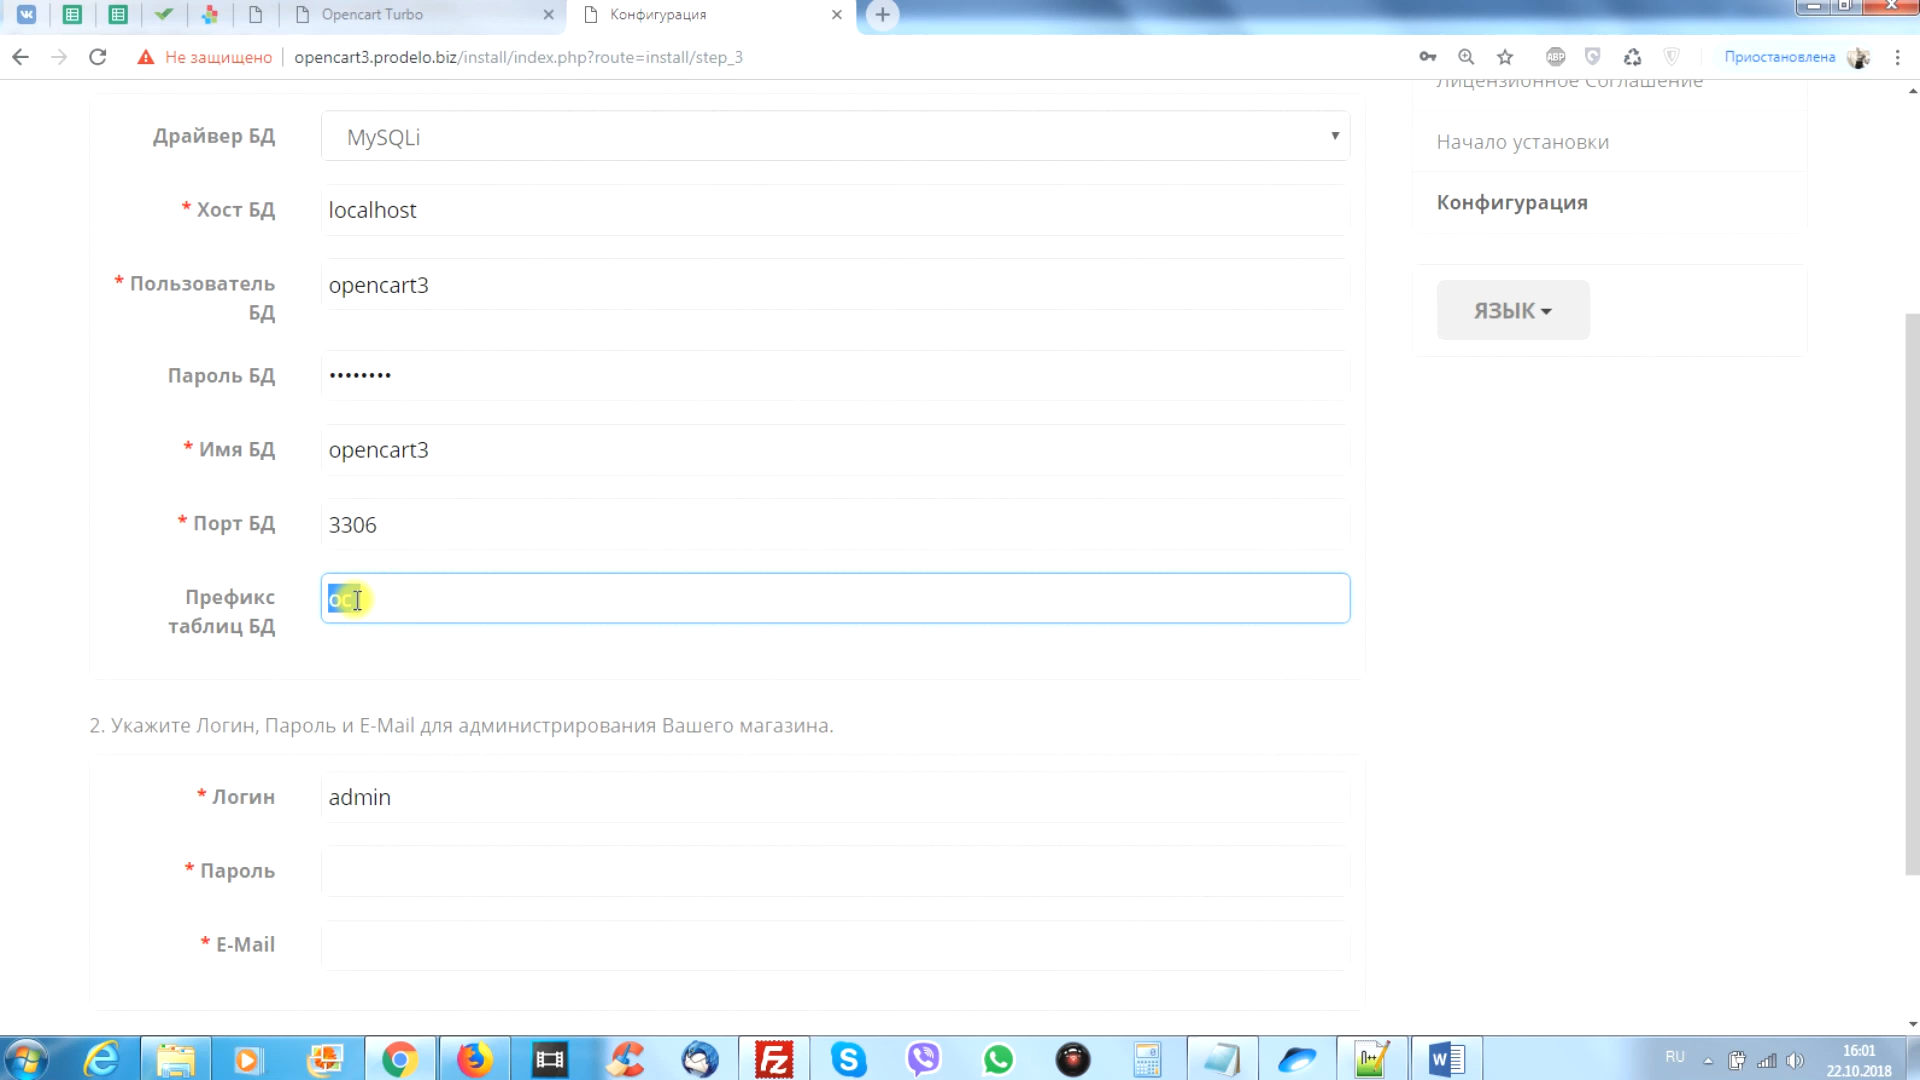 Opencart Turbo
Конфигурация
Не защищено
opencart3.prodelo.biz/install/index.php?route=install/step_3
ABP
Приостановлена
Лицензионное Соглашение
Драйвер БД
MySQLi
Начало установки
* Хост БД
localhost
Конфигурация
* Пользователь
БД
opencart3
ЯЗЫК
Пароль БД
••••••••
* Имя БД
opencart3
* Порт БД
3306
Префикс
таблиц БД
2. Укажите Логин, Пароль и E-Mail для администрирования Вашего магазина.
* Логин
admin
* Пароль
* E-Mail
RU
16:01
22.10.2018